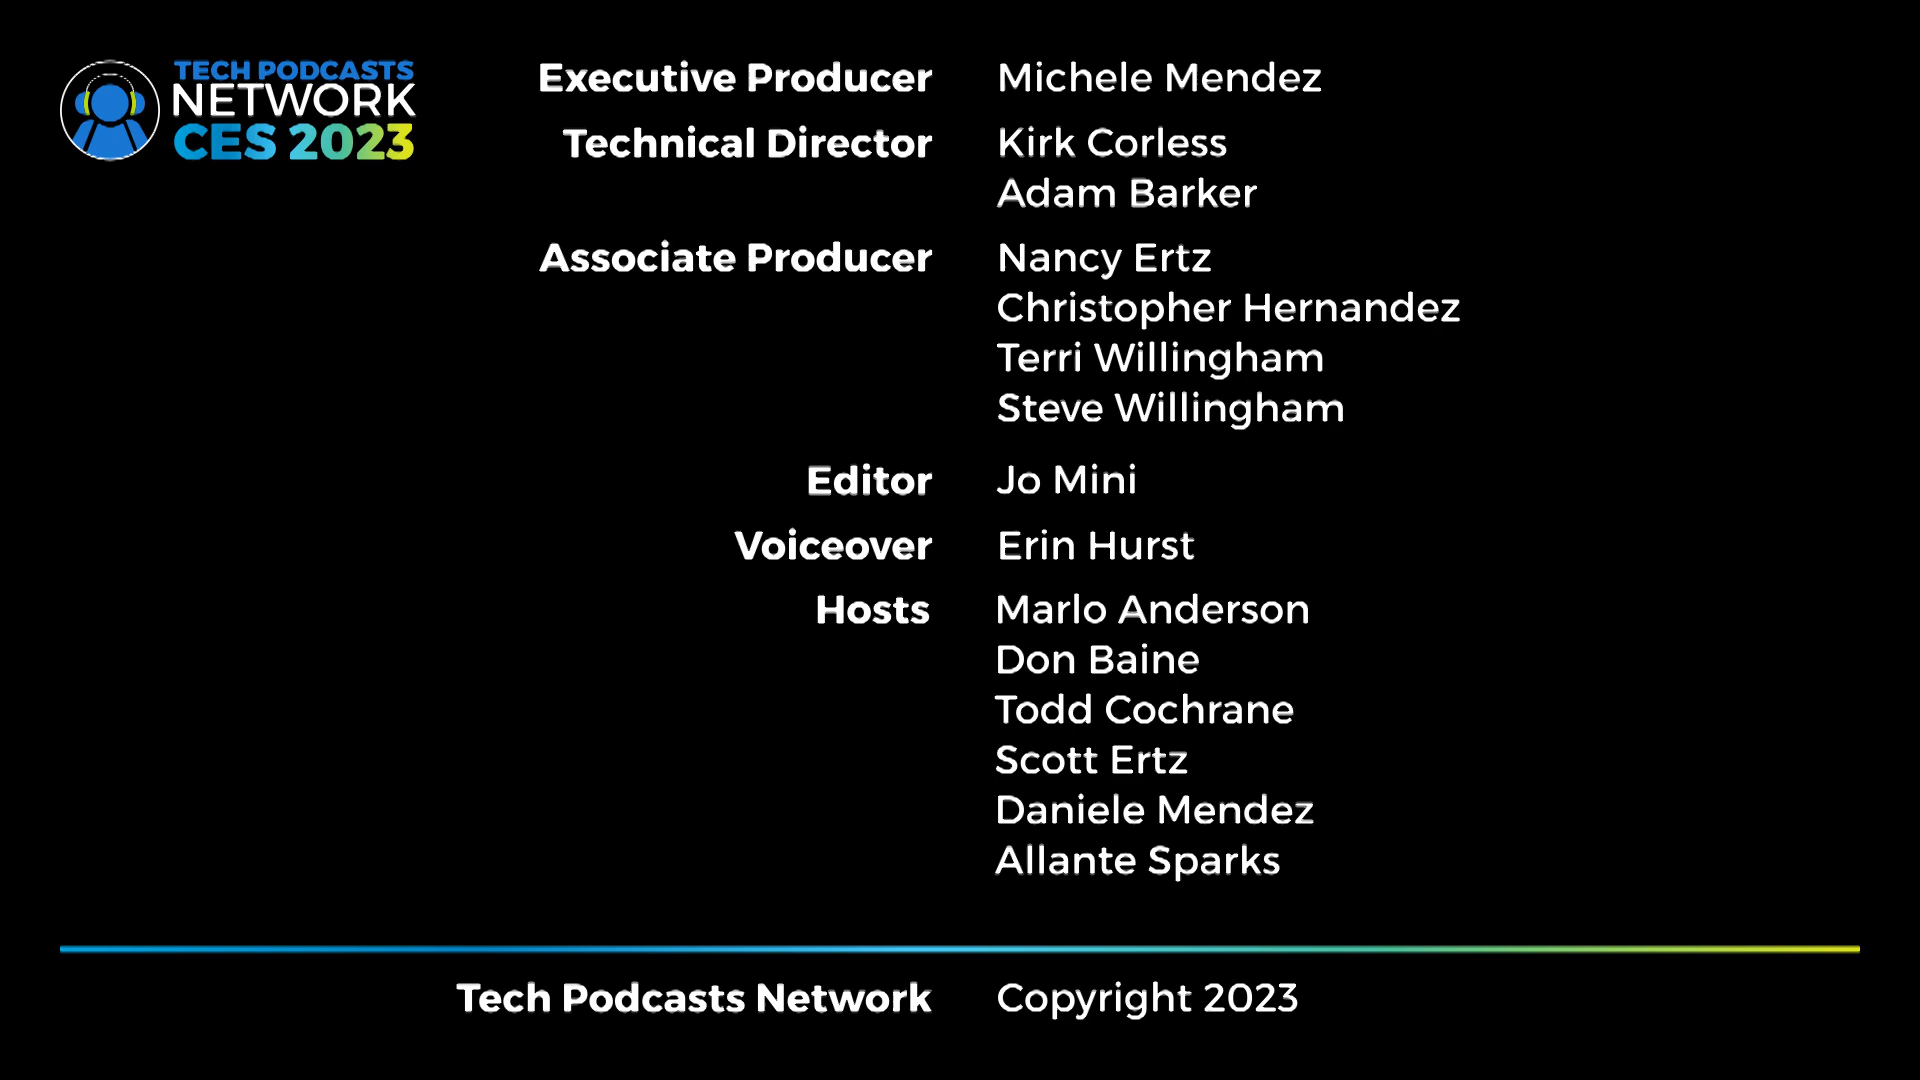 TECH PODCASTS
NETWORK
CES 2023
Executive Producer Michele Mendez
Technical Director Kirk Corless
Adam Barker
Associate Producer Nancy Ertz
Christopher Hernandez
Terri Willingham
Steve Willingham
Editor Jo Mini
Voiceover Erin Hurst
Hosts Marlo Anderson
Don Baine
Todd Cochrane
Scott Ertz
Daniele Mendez
Allante Sparks
Tech Podcasts Network Copyright 2023